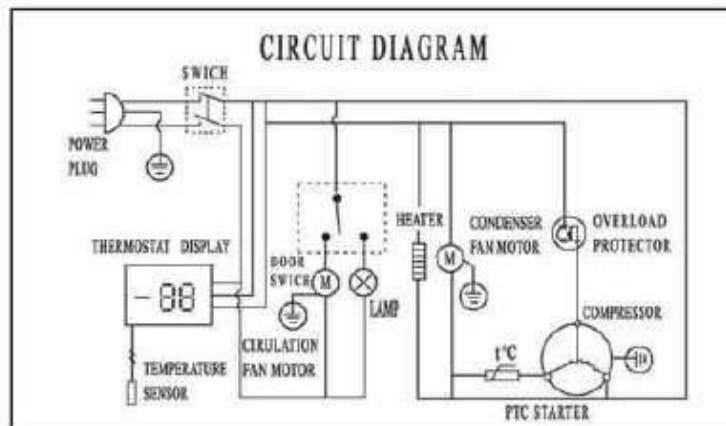 CIRCUIT DIAGRAM
SWICH
POWER
PLUG
THERMOSTAT DISPLAY
-88
DOOR
SWICH
M
LAMP
CIRULATION
FAN MOTOR
HEATER
CONDENSER
FAN MOTOR
M
OVERLOAD
PROTECTOR
COMPRESSOR
t°C
TEMPERATURE
SENSOR
PTC STARTER